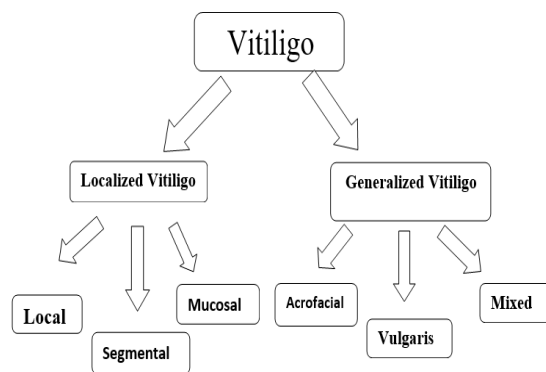 Vitiligo
Localized Vitiligo
Generalized Vitiligo
Local
Segmental
Mucosal
Acrofacial
Vulgaris
Mixed